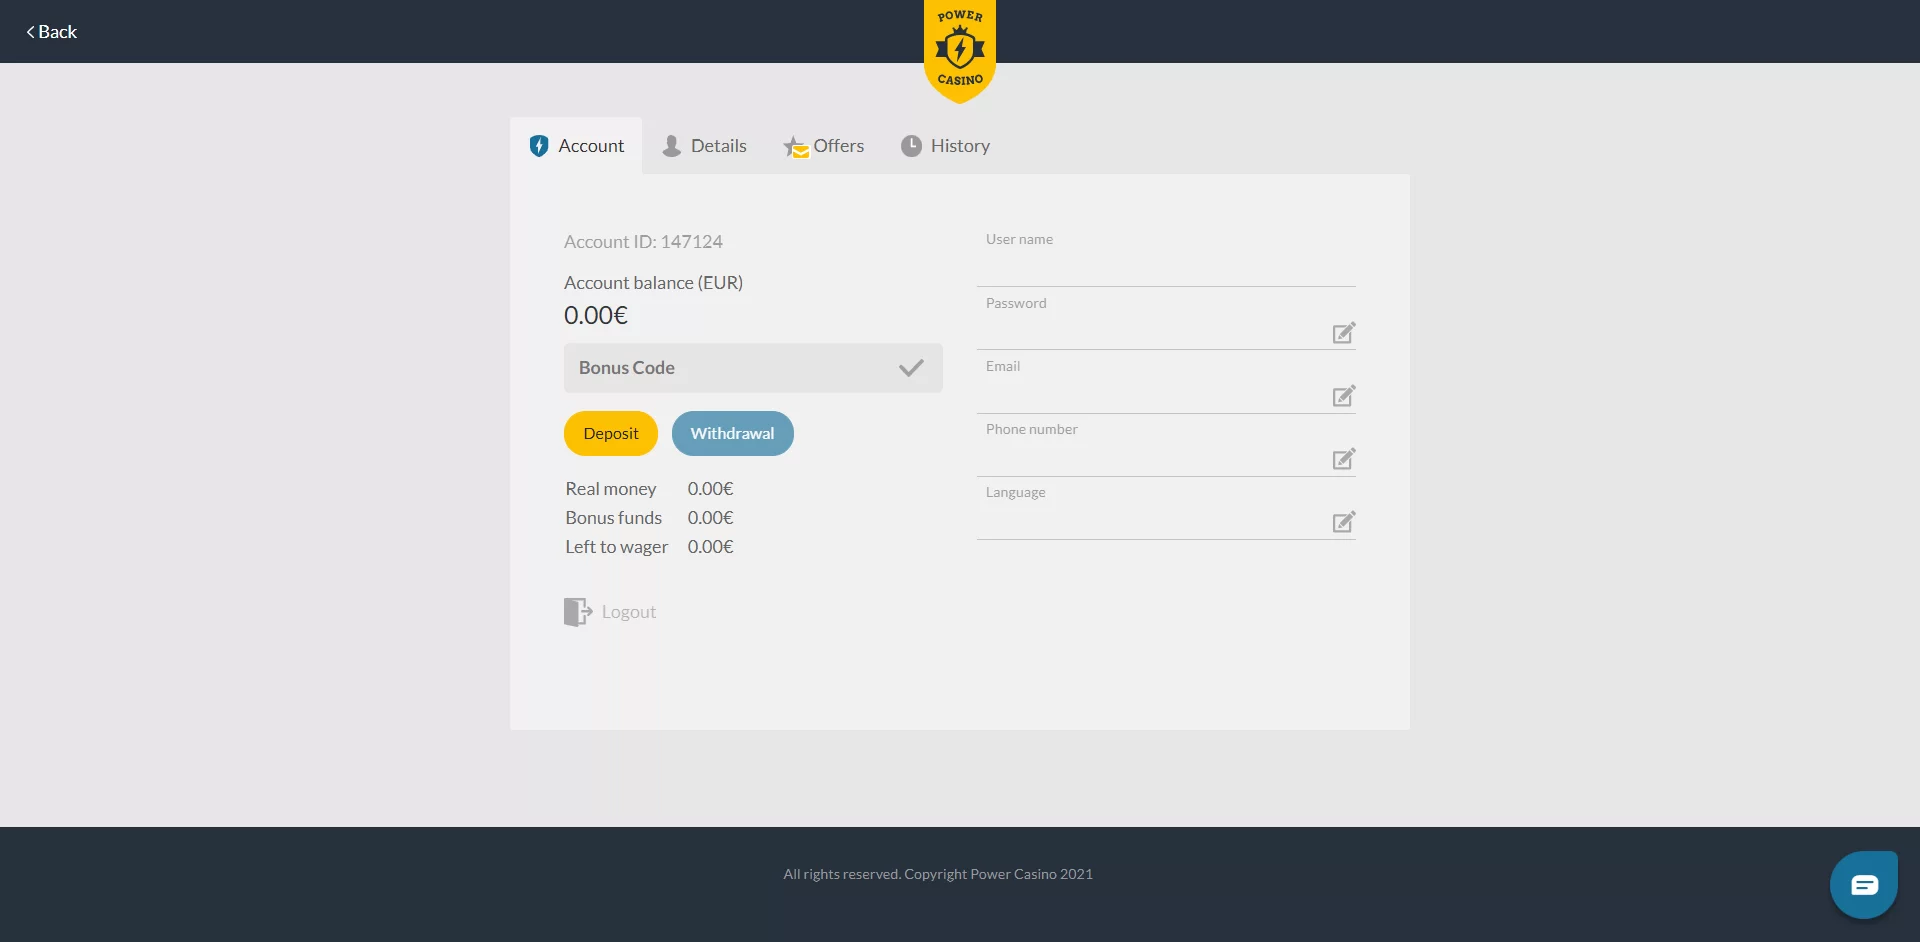 Back
POWER
CASINO
Account
Details
Offers
History
Account ID: 147124
Account balance (EUR)
0.00€
Bonus Code
Deposit
Withdrawal
Real money 0.00€
Bonus funds 0.00€
Left to wager 0.00€
Logout
User name
Password
Email
Phone number
Language
All rights reserved. Copyright Power Casino 2021